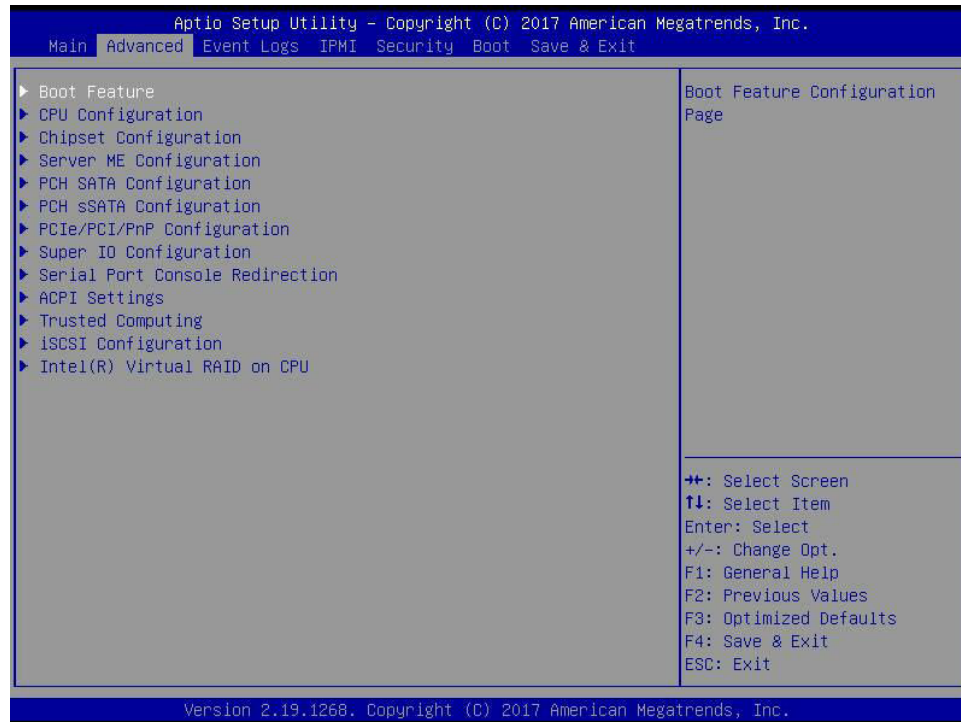 Aptio Setup Utility – Copyright (C) 2017 American Megatrends, Inc.
Main Advanced Event Logs IPMI Security Boot Save & Exit
Boot Feature
CPU Configuration
Chipset Configuration
Server ME Configuration
PCH SATA Configuration
PCH sSATA Configuration
PCIe/PCI/PnP Configuration
Super IO Configuration
Serial Port Console Redirection
ACPI Settings
Trusted Computing
iSCSI Configuration
Intel(R) Virtual RAID on CPU
Boot Feature Configuration
Page
→←: Select Screen
↑↓: Select Item
Enter: Select
+/-: Change Opt.
F1: General Help
F2: Previous Values
F3: Optimized Defaults
F4: Save & Exit
ESC: Exit
Version 2.19.1268. Copyright (C) 2017 American Megatrends, Inc.